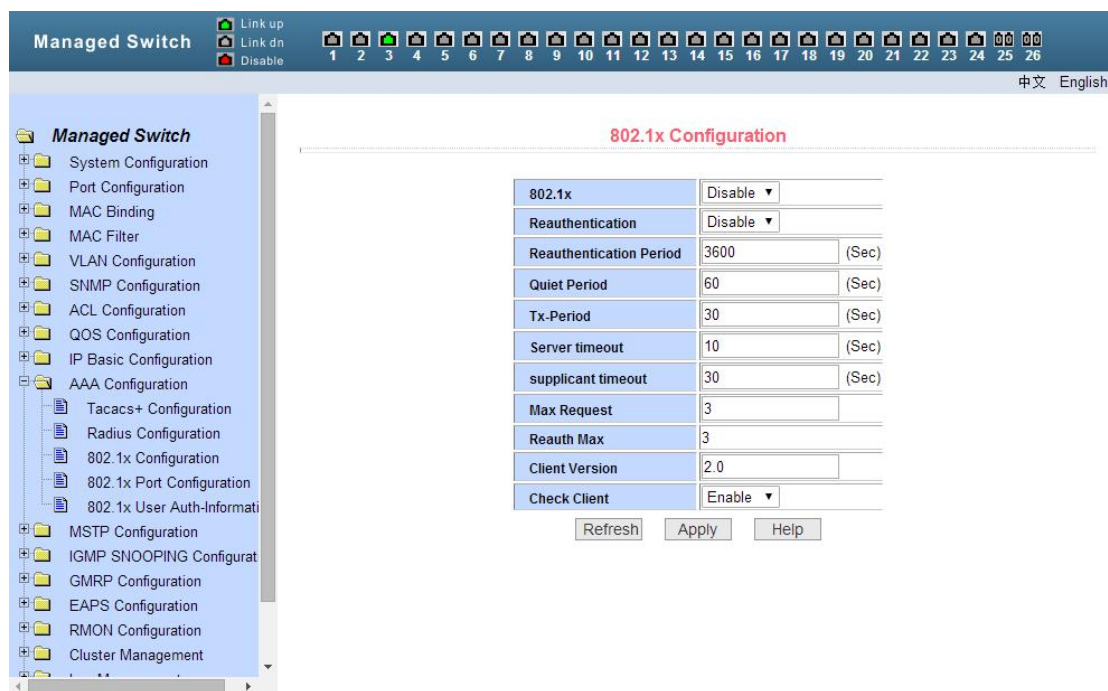 Managed Switch
Link up
Link dn
Disable
1 2 3 4 5 6 7 8 9 10 11 12 13 14 15 16 17 18 19 20 21 22 23 24 25 26
中文 English
Managed Switch
System Configuration
Port Configuration
MAC Binding
MAC Filter
VLAN Configuration
SNMP Configuration
ACL Configuration
QOS Configuration
IP Basic Configuration
AAA Configuration
Tacacs+ Configuration
Radius Configuration
802.1x Configuration
802.1x Port Configuration
802.1x User Auth-Informati
MSTP Configuration
IGMP SNOOPING Configurat
GMRP Configuration
EAPS Configuration
RMON Configuration
Cluster Management
802.1x Configuration
802.1x Disable
Reauthentication Disable
Reauthentication Period 3600 (Sec)
Quiet Period 60 (Sec)
Tx-Period 30 (Sec)
Server timeout 10 (Sec)
supplicant timeout 30 (Sec)
Max Request 3
Reauth Max 3
Client Version 2.0
Check Client Enable
Refresh Apply Help